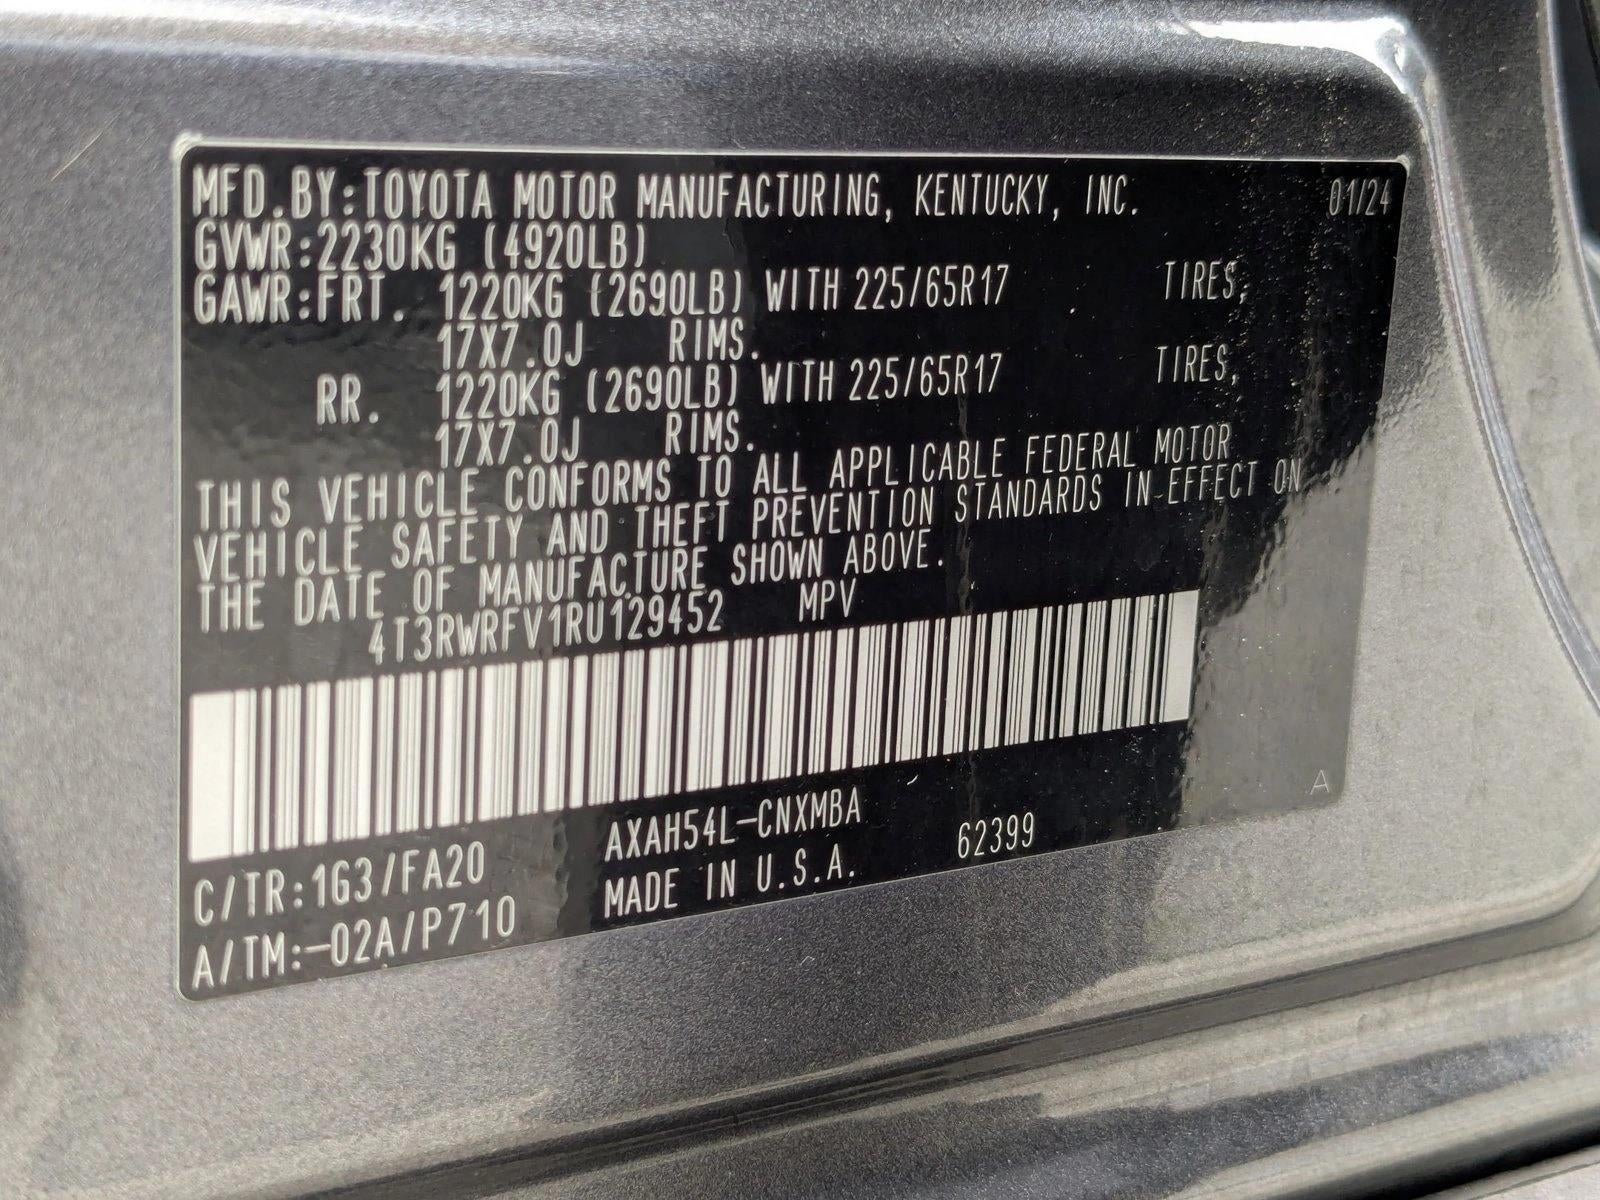 MFD.BY:TOYOTA MOTOR MANUFACTURING, KENTUCKY, INC. 01/24
GVWR:2230KG (4920LB)
GAWR:FRT. 1220KG (2690LB) WITH 225/65R17 TIRES,
17X7.0J RIMS.
RR. 1220KG (2690LB) WITH 225/65R17 TIRES,
17X7.0J RIMS.
THIS VEHICLE CONFORMS TO ALL APPLICABLE FEDERAL MOTOR
VEHICLE SAFETY AND THEFT PREVENTION STANDARDS IN EFFECT ON
THE DATE OF MANUFACTURE SHOWN ABOVE.
4T3RWRFV1RU129452 MPV
A
AXAH54L-CNXMBA 62399
C/TR:1G3/FA20 MADE IN U.S.A.
A/TM:-02A/P710